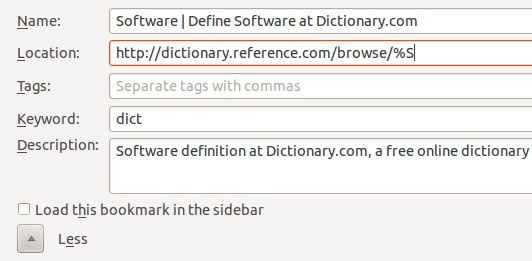 Name: Software | Define Software at Dictionary.com
Location: http://dictionary.reference.com/browse/%S
Tags: Separate tags with commas
Keyword: dict
Description: Software definition at Dictionary.com, a free online dictionary
Load this bookmark in the sidebar
Less